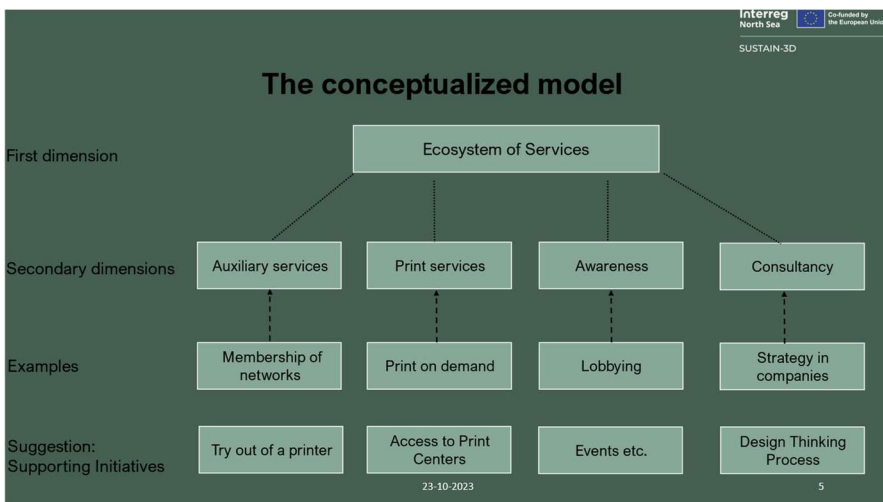 Interreg
North Sea
Co-funded by
the European Unio
SUSTAIN-3D
The conceptualized model
First dimension
Ecosystem of Services
Secondary dimensions
Auxiliary services
Print services
Awareness
Consultancy
Examples
Membership of
networks
Print on demand
Lobbying
Strategy in
companies
Suggestion:
Supporting Initiatives
Try out of a printer
Access to Print
Centers
Events etc.
Design Thinking
Process
23-10-2023
5